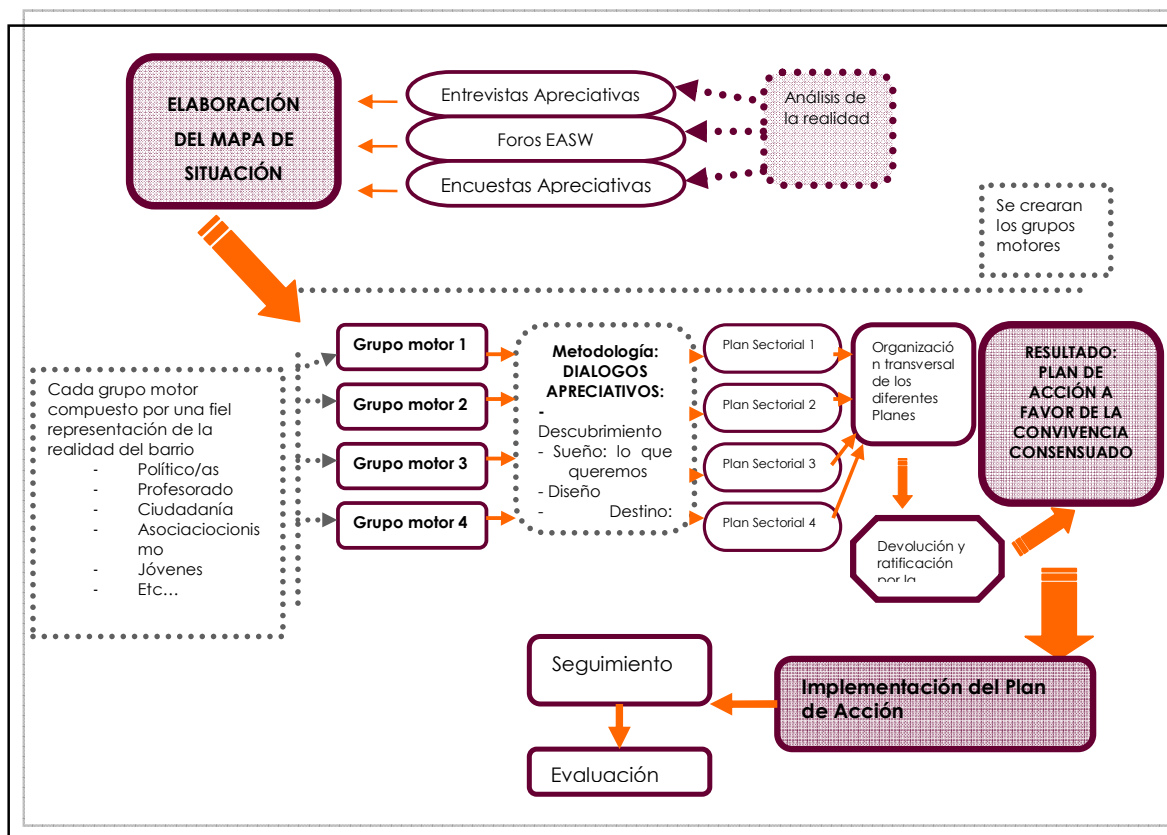 ELABORACIÓN
DEL MAPA DE
SITUACIÓN
Entrevistas Apreciativas
Foros EASW
Encuestas Apreciativas
Análisis de
la realidad
Se crearan
los grupos
motores
Cada grupo motor
compuesto por una fiel
representación de la
realidad del barrio
- Político/as
- Profesorado
- Ciudadanía
- Asociaciocionis
mo
- Jóvenes
- Etc...
Grupo motor 1
Grupo motor 2
Grupo motor 3
Grupo motor 4
Metodología:
DIALOGOS
APRECIATIVOS:
-
Descubrimiento
- Sueño: lo que
queremos
- Diseño
- Destino:
Plan Sectorial 1
Plan Sectorial 2
Plan Sectorial 3
Plan Sectorial 4
Organizació
n transversal
de los
diferentes
Planes
Devolución y
ratificación
por la
RESULTADO:
PLAN DE
ACCIÓN A
FAVOR DE LA
CONVIVENCIA
CONSENSUADO
Implementación del Plan
de Acción
Seguimiento
Evaluación